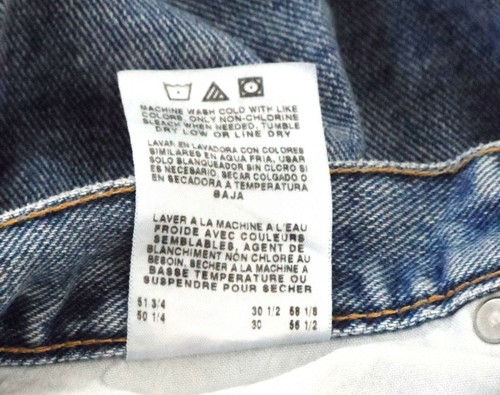 MACHINE WASH COLD WITH LIKE
COLORS, ONLY NON-CHLORINE
BLEACH WHEN NEEDED, TUMBLE
DRY LOW OR LINE DRY
LAVAR EN LAVADORA CON COLORES
SIMILARES EN AGUA FRIA, USAR
SOLO BLANQUEADOR SIN CLORO SI
ES NECESARIO, SECAR COLGADO O
EN SECADORA A TEMPERATURA
BAJA
LAVER A LA MACHINE A L'EAU
FROIDE AVEC COULEURS
SEMBLABLES, AGENT DE
BLANCHIMENT NON CHLORE AU
BESOIN, SECHER A LA MACHINE A
BASSE TEMPERATURE OU
SUSPENDRE POUR SECHER
51 3/4 30 1/2 58 1/8
50 1/4 30 56 1/2